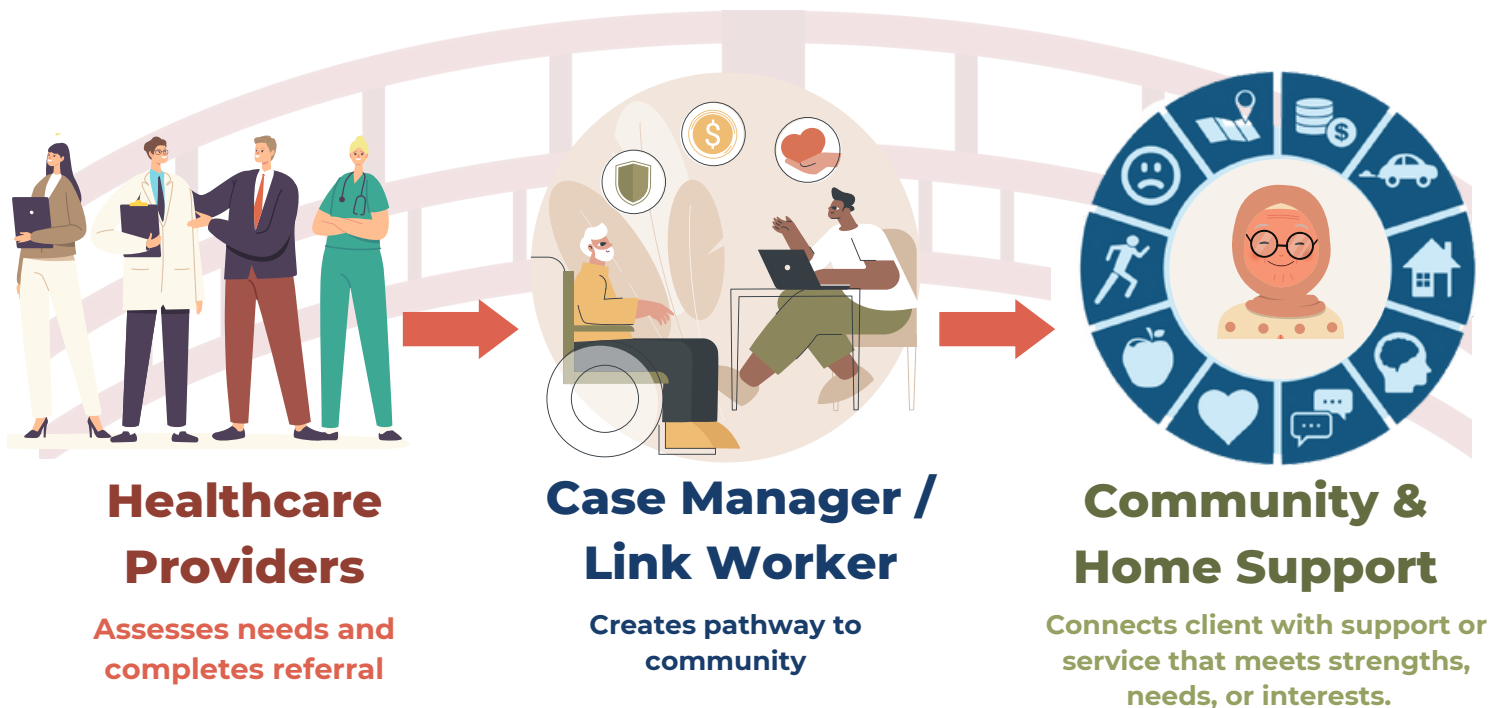 Healthcare
Providers
Assesses needs and
completes referral
Case Manager /
Link Worker
Creates pathway to
community
Community &
Home Support
Connects client with support or
service that meets strengths,
needs, or interests.